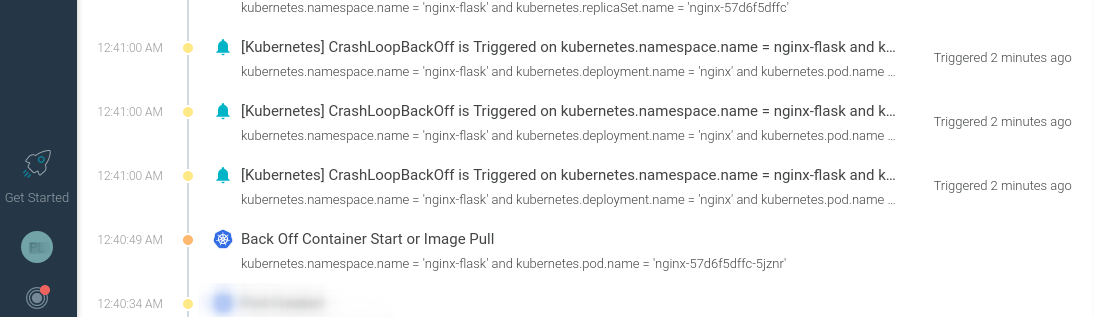 kubernetes.namespace.name = 'nginx-flask' and kubernetes.replicaSet.name = 'nginx-57d6f5dffc'
12:41:00 AM [Kubernetes] CrashLoopBackOff is Triggered on kubernetes.namespace.name = nginx-flask and k...
Triggered 2 minutes ago
kubernetes.namespace.name = 'nginx-flask' and kubernetes.deployment.name = 'nginx' and kubernetes.pod.name ...
12:41:00 AM [Kubernetes] CrashLoopBackOff is Triggered on kubernetes.namespace.name = nginx-flask and k...
Triggered 2 minutes ago
kubernetes.namespace.name = 'nginx-flask' and kubernetes.deployment.name = 'nginx' and kubernetes.pod.name ...
12:41:00 AM [Kubernetes] CrashLoopBackOff is Triggered on kubernetes.namespace.name = nginx-flask and k...
Triggered 2 minutes ago
kubernetes.namespace.name = 'nginx-flask' and kubernetes.deployment.name = 'nginx' and kubernetes.pod.name ...
Get Started
12:40:49 AM Back Off Container Start or Image Pull
kubernetes.namespace.name = 'nginx-flask' and kubernetes.pod.name = 'nginx-57d6f5dffc-5jznr'
12:40:34 AM